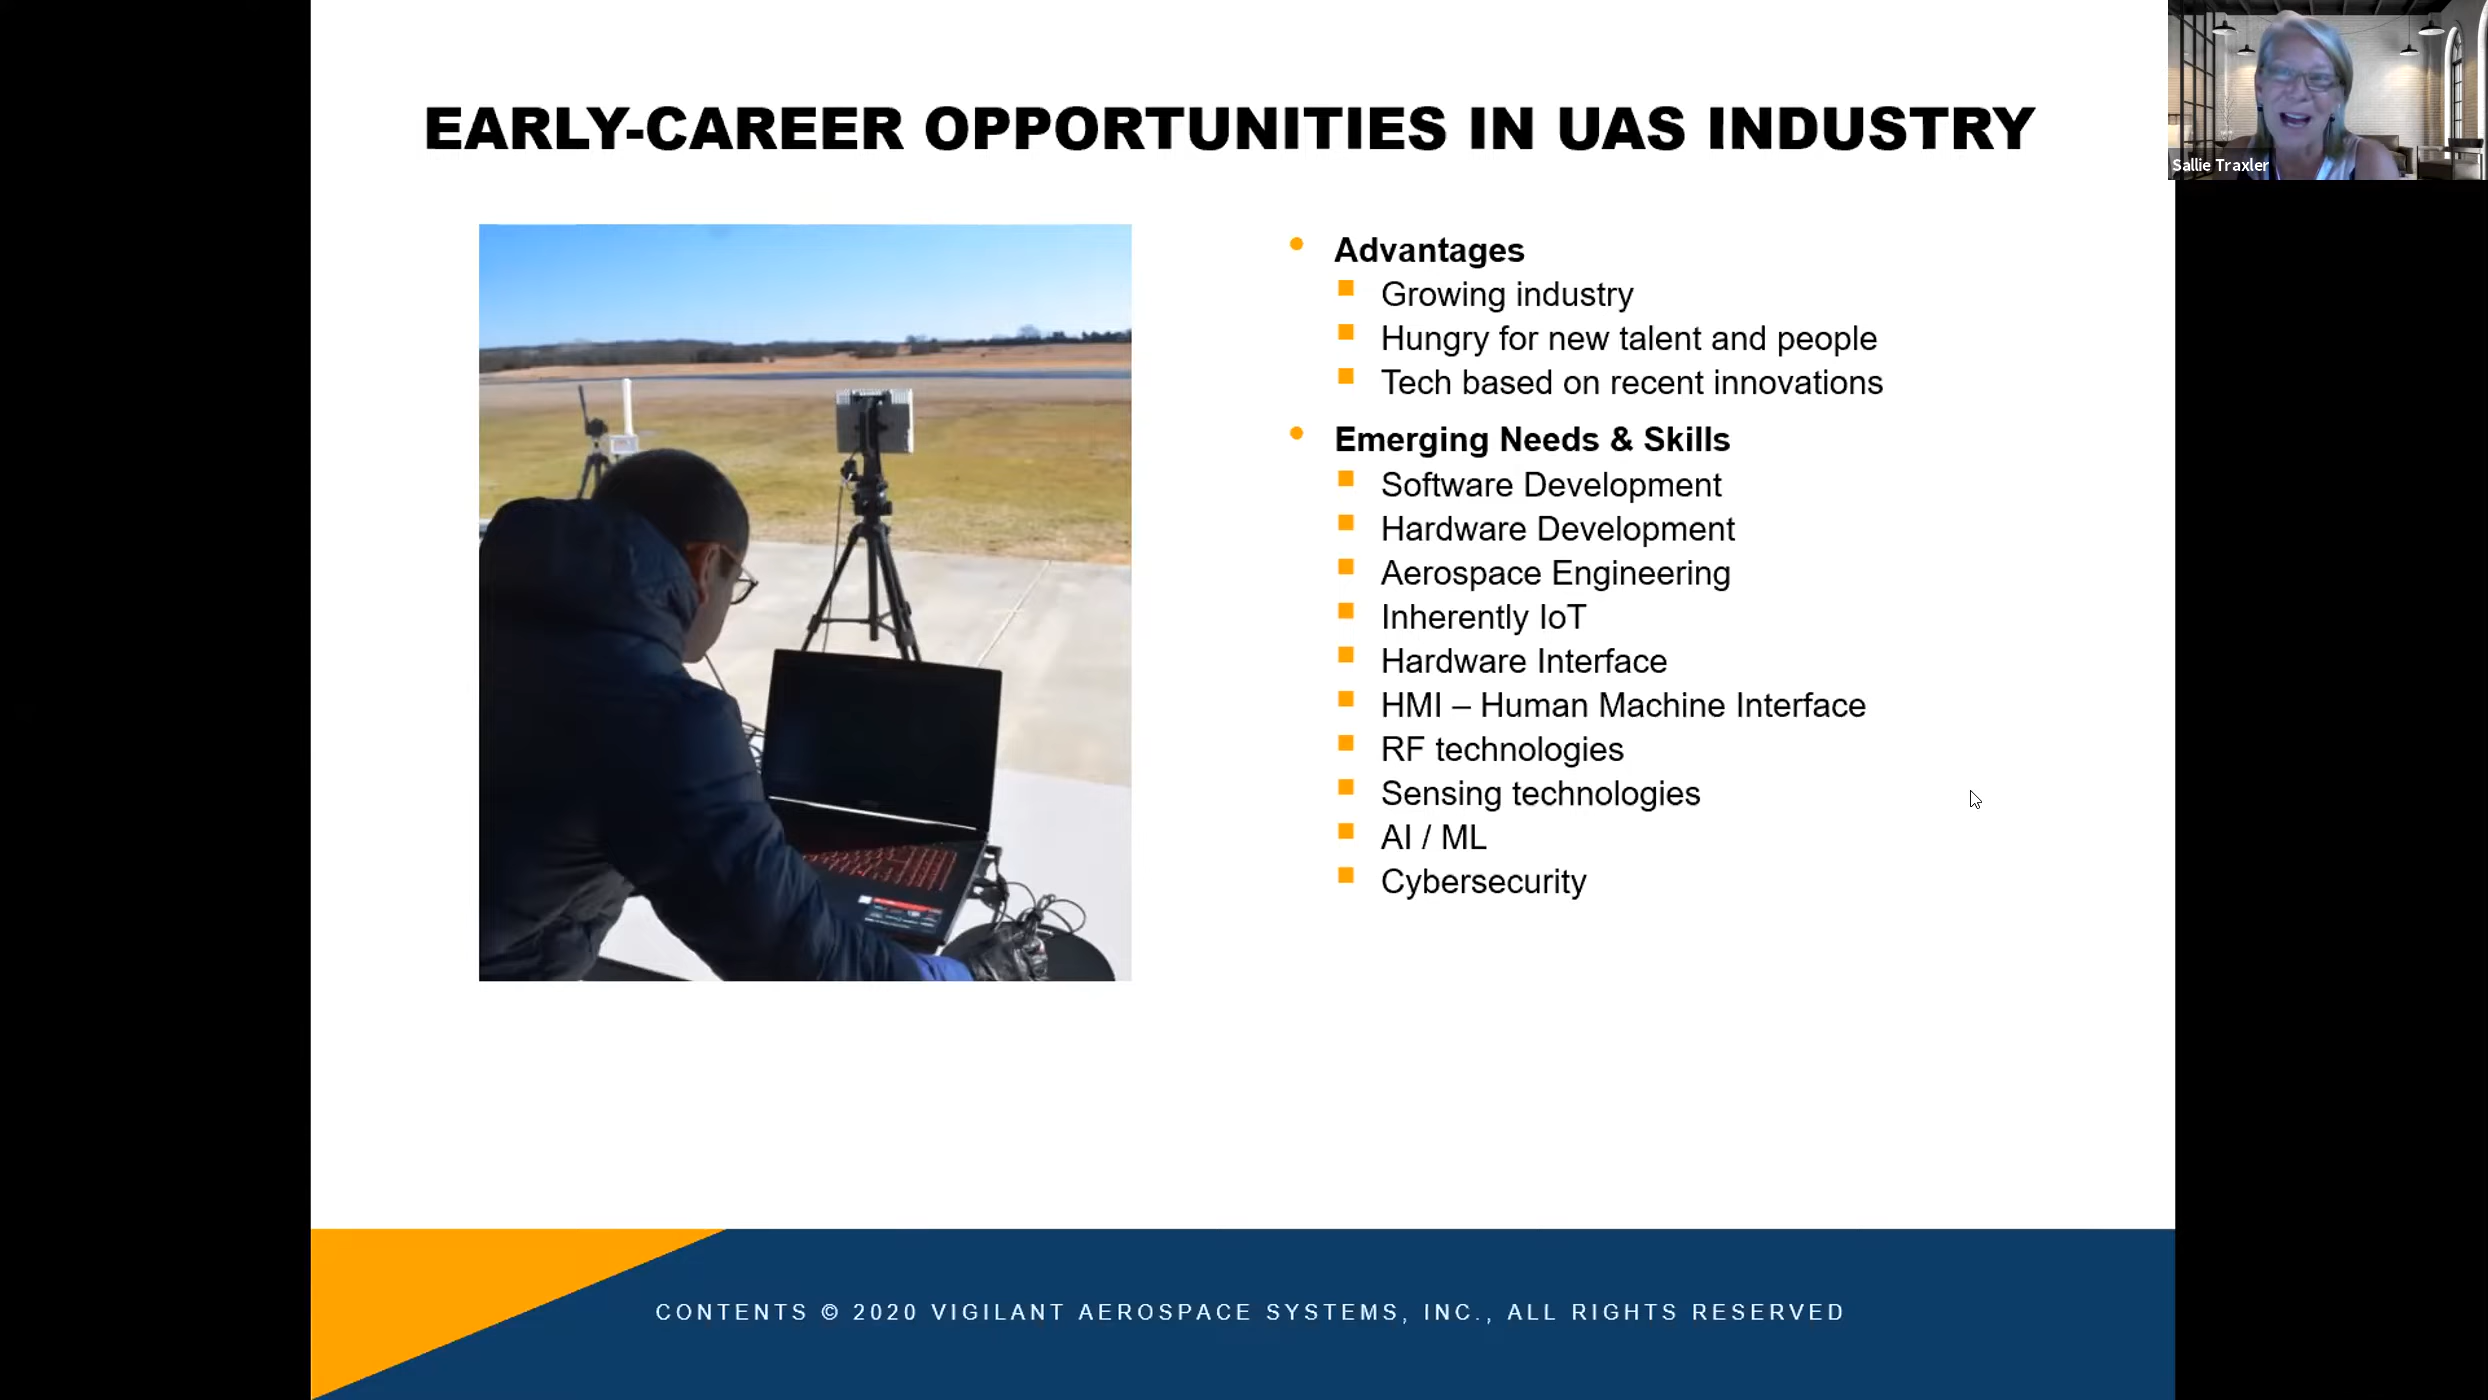 EARLY-CAREER OPPORTUNITIES IN UAS INDUSTRY
Sallie Traxler
Advantages
Growing industry
Hungry for new talent and people
Tech based on recent innovations
Emerging Needs & Skills
Software Development
Hardware Development
Aerospace Engineering
Inherently IoT
Hardware Interface
HMI – Human Machine Interface
RF technologies
Sensing technologies
AI / ML
Cybersecurity
CONTENTS © 2020 VIGILANT AEROSPACE SYSTEMS, INC., ALL RIGHTS RESERVED